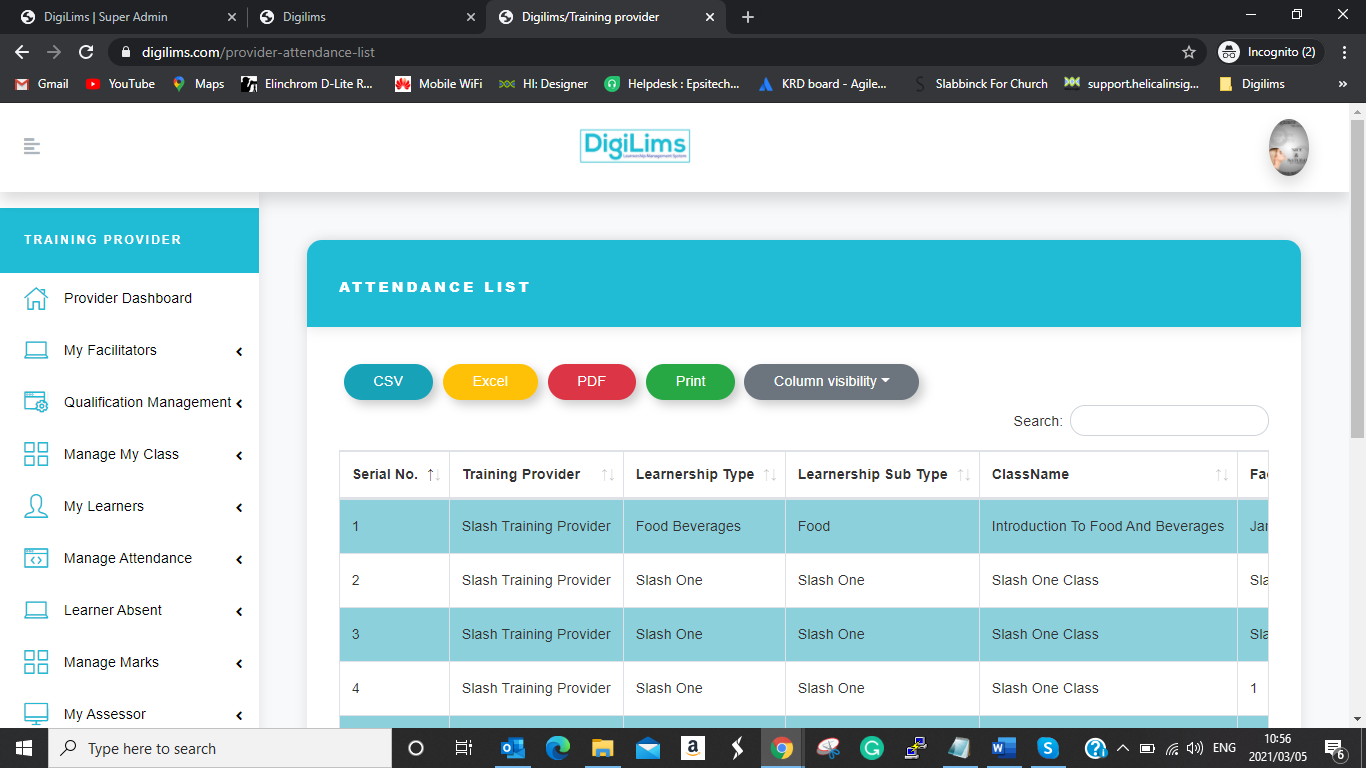 DigiLims | Super Admin
Digilims
Digilims/Training provider
digilims.com/provider-attendance-list
Incognito (2)
Gmail
YouTube
Maps
Elinchrom D-Lite R...
Mobile WiFi
HI: Designer
Helpdesk : Epsitech...
KRD board - Agile...
Slabbinck For Church
support.helicalinsig...
Digilims
»
DigiLims
Learnership Management System
TRAINING PROVIDER
Provider Dashboard
My Facilitators
Qualification Management
Manage My Class
My Learners
Manage Attendance
Learner Absent
Manage Marks
My Assessor
ATTENDANCE LIST
CSV Excel PDF Print Column visibility
Search:
Serial No. Training Provider Learnership Type Learnership Sub Type ClassName Fac
1 Slash Training Provider Food Beverages Food Introduction To Food And Beverages Jar
2 Slash Training Provider Slash One Slash One Slash One Class Sla
3 Slash Training Provider Slash One Slash One Slash One Class Sla
4 Slash Training Provider Slash One Slash One Slash One Class 1
Type here to search
ENG
10:56
2021/03/05
6